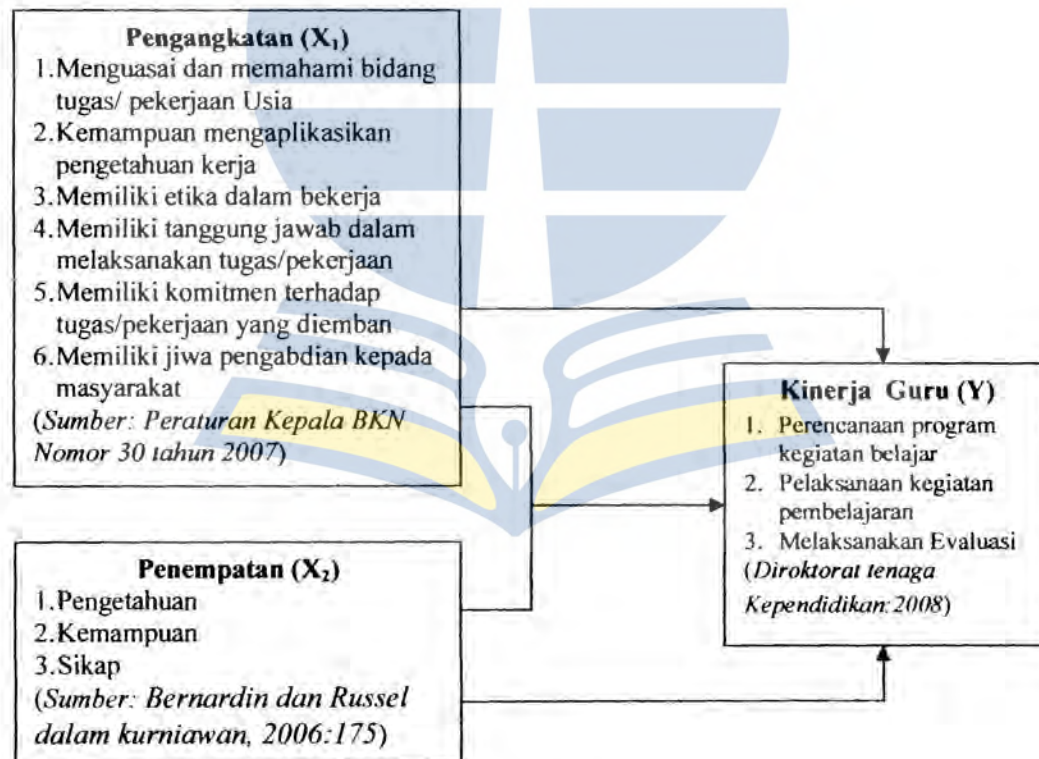 Pengangkatan (X₁)
1.Menguasai dan memahami bidang
tugas/ pekerjaan Usia
2.Kemampuan mengaplikasikan
pengetahuan kerja
3.Memiliki etika dalam bekerja
4.Memiliki tanggung jawab dalam
melaksanakan tugas/pekerjaan
5.Memiliki komitmen terhadap
tugas/pekerjaan yang diemban
6.Memiliki jiwa pengabdian kepada
masyarakat
(Sumber: Peraturan Kepala BKN
Nomor 30 tahun 2007)
Penempatan (X₂)
1.Pengetahuan
2.Kemampuan
3.Sikap
(Sumber: Bernardin dan Russel
dalam kurniawan, 2006:175)
Kinerja Guru (Y)
1. Perencanaan program
kegiatan belajar
2. Pelaksanaan kegiatan
pembelajaran
3. Melaksanakan Evaluasi
(Diroktorat tenaga
Kependidikan:2008)